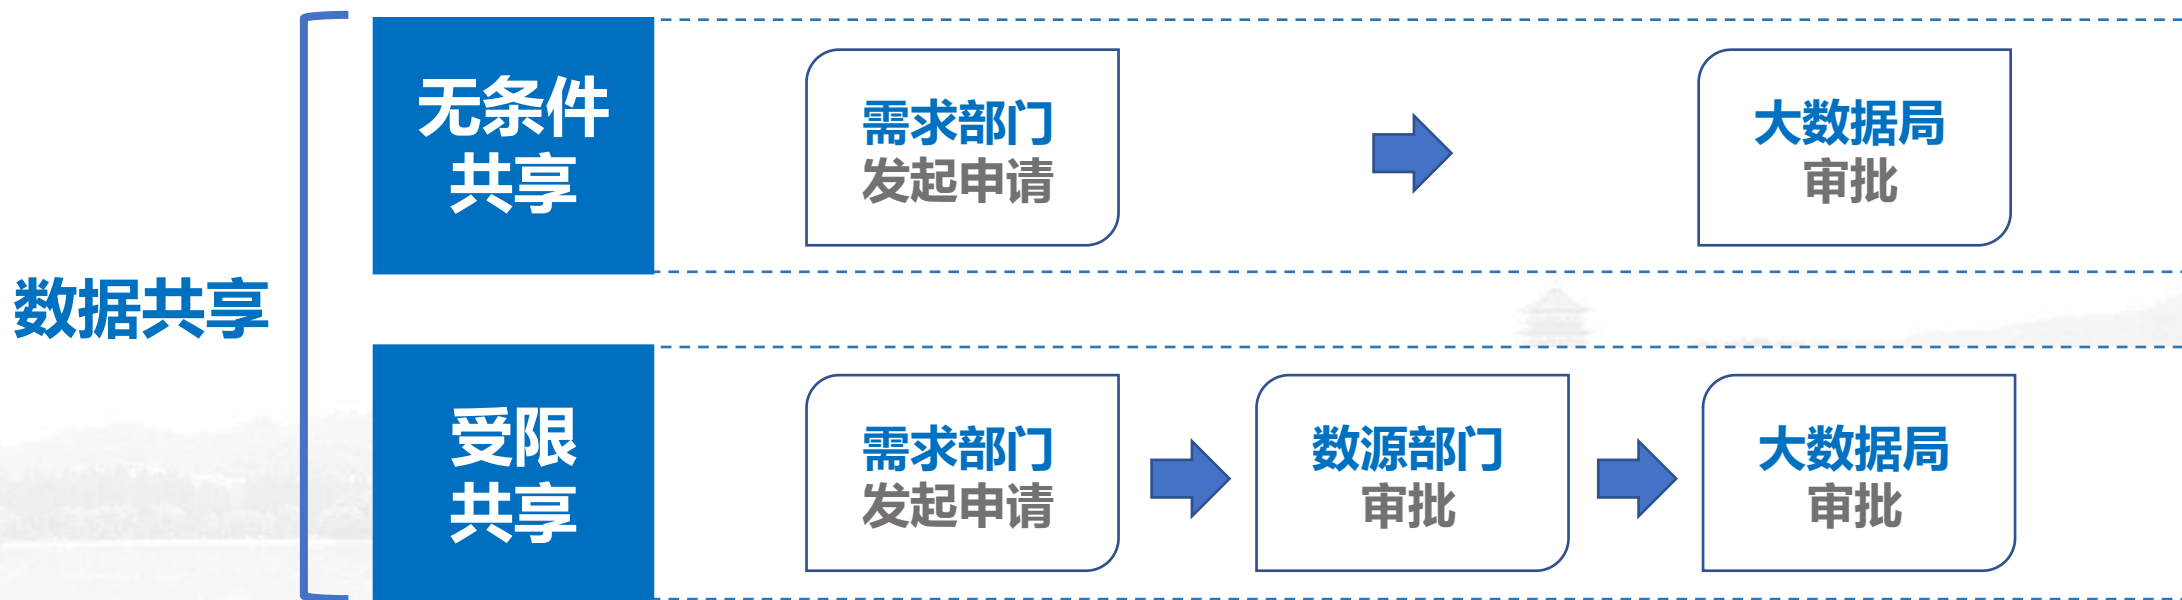 数据共享
无条件
共享
需求部门
发起申请
大数据局
审批
受限
共享
需求部门
发起申请
数源部门
审批
大数据局
审批